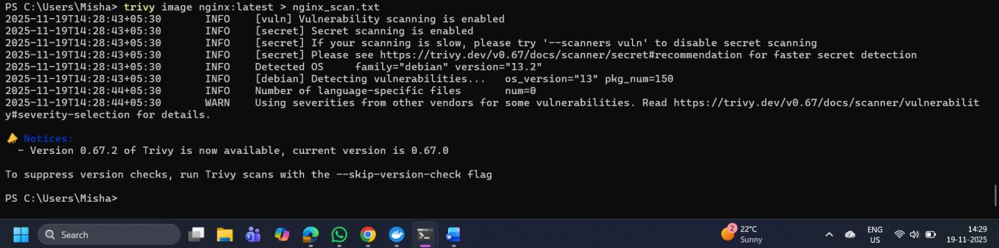 PS C:\Users\Misha> trivy image nginx:latest > nginx_scan.txt
2025-11-19T14:28:43+05:30 INFO [vuln] Vulnerability scanning is enabled
2025-11-19T14:28:43+05:30 INFO [secret] Secret scanning is enabled
2025-11-19T14:28:43+05:30 INFO [secret] If your scanning is slow, please try '--scanners vuln' to disable secret scanning
2025-11-19T14:28:43+05:30 INFO [secret] Please see https://trivy.dev/v0.67/docs/scanner/secret#recommendation for faster secret detection
2025-11-19T14:28:43+05:30 INFO Detected OS family="debian" version="13.2"
2025-11-19T14:28:43+05:30 INFO [debian] Detecting vulnerabilities... os_version="13" pkg_num=150
2025-11-19T14:28:44+05:30 INFO Number of language-specific files num=0
2025-11-19T14:28:44+05:30 WARN Using severities from other vendors for some vulnerabilities. Read https://trivy.dev/v0.67/docs/scanner/vulnerabilit
y#severity-selection for details.
Notices:
- Version 0.67.2 of Trivy is now available, current version is 0.67.0
To suppress version checks, run Trivy scans with the --skip-version-check flag
PS C:\Users\Misha>
Search
2
22°C
Sunny
ENG
US
14:29
19-11-2025